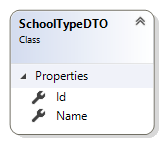 SchoolTypeDTO
Class
Properties
Id
Name